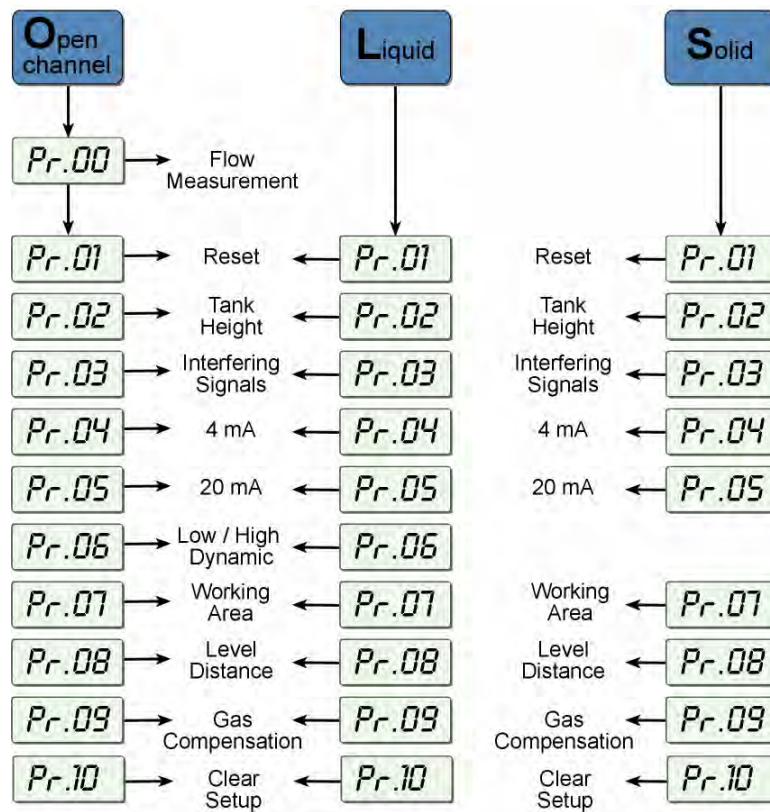 Open
channel
Liquid
Solid
Pr.00
Flow
Measurement
Pr.01 Reset Pr.01 Reset Pr.01
Pr.02 Tank
Height Pr.02 Tank
Height Pr.02
Pr.03 Interfering
Signals Pr.03 Interfering
Signals Pr.03
Pr.04 4 mA Pr.04 4 mA Pr.04
Pr.05 20 mA Pr.05 20 mA Pr.05
Pr.06 Low / High
Dynamic Pr.06
Pr.07 Working
Area Pr.07 Working
Area Pr.07
Pr.08 Level
Distance Pr.08 Level
Distance Pr.08
Pr.09 Gas
Compensation Pr.09 Gas
Compensation Pr.09
Pr.10 Clear
Setup Pr.10 Clear
Setup Pr.10